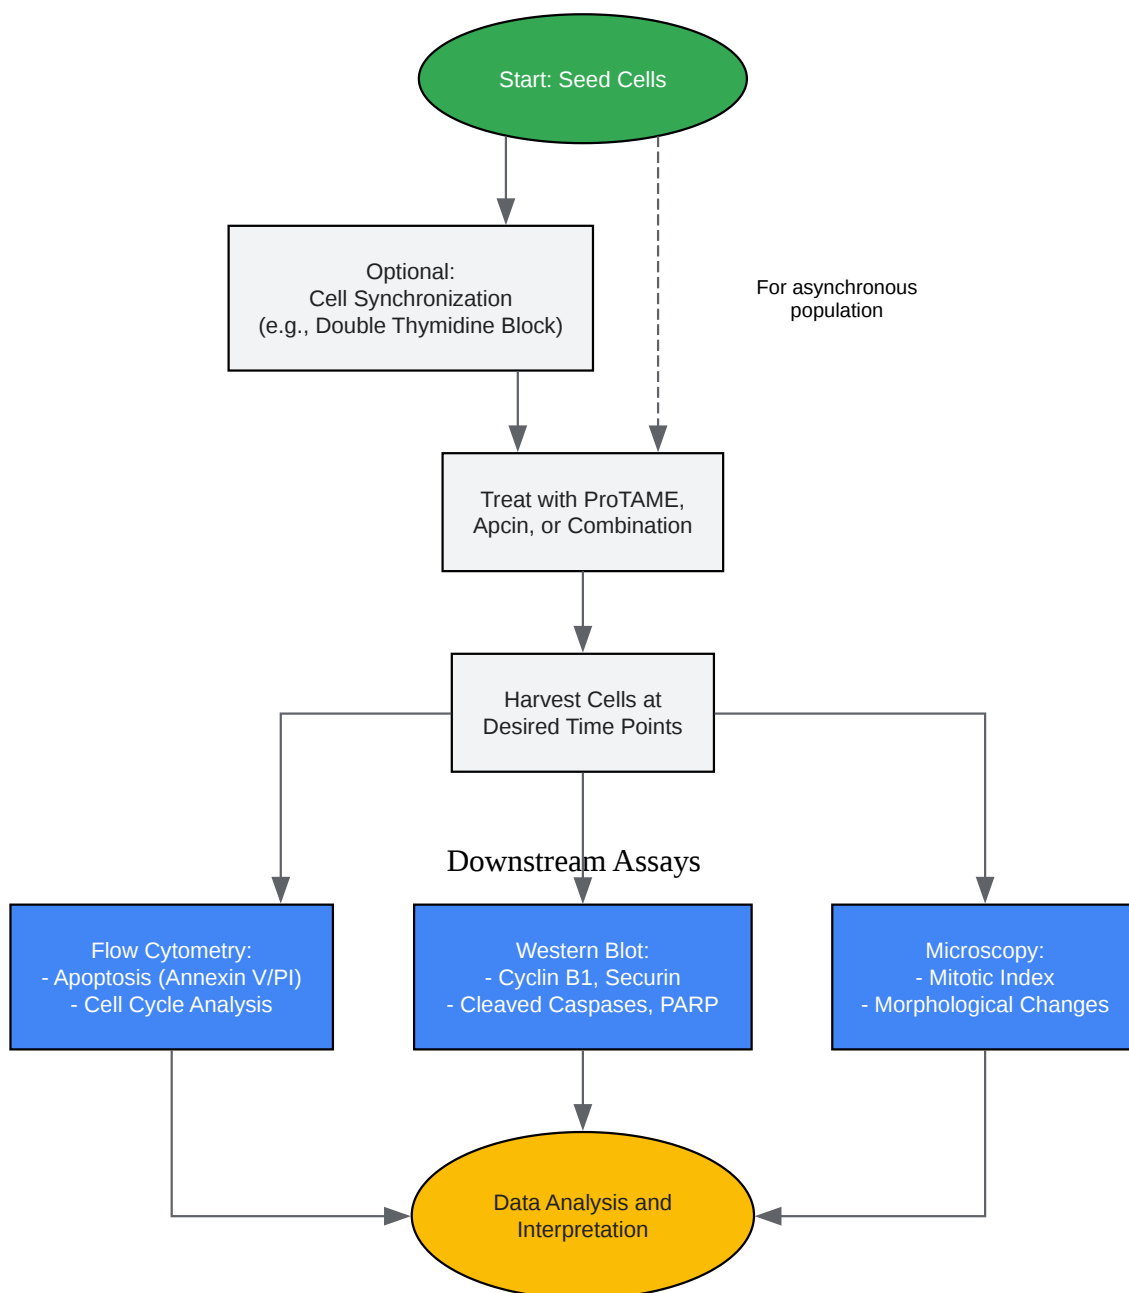 Start: Seed Cells
Optional:
Cell Synchronization
(e.g., Double Thymidine Block)
For asynchronous
population
Treat with ProTAME,
Apcin, or Combination
Harvest Cells at
Desired Time Points
Downstream Assays
Flow Cytometry:
- Apoptosis (Annexin V/PI)
- Cell Cycle Analysis
Western Blot:
- Cyclin B1, Securin
- Cleaved Caspases, PARP
Microscopy:
- Mitotic Index
- Morphological Changes
Data Analysis and
Interpretation